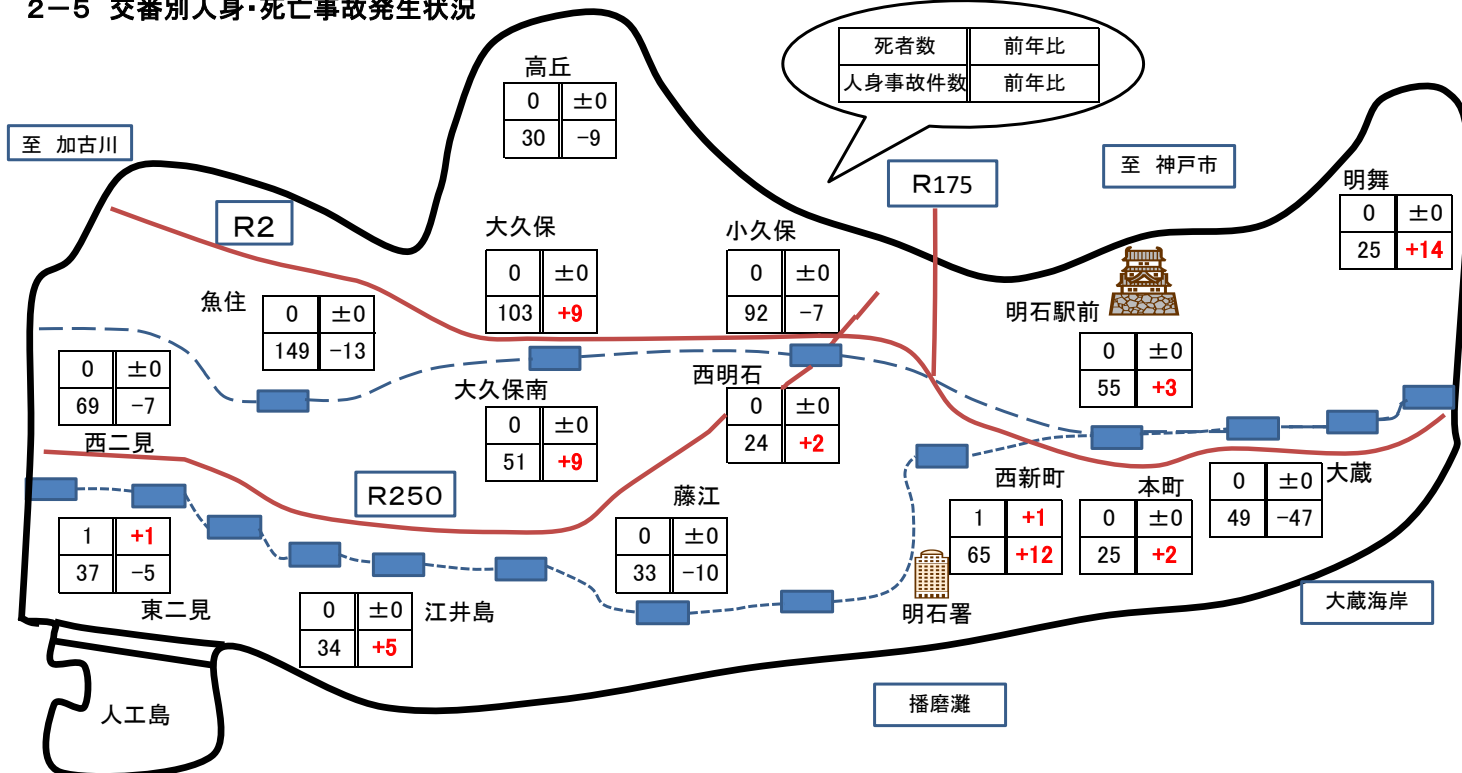 2－5 交番別人身・死亡事故発生状況
死者数 前年比
人身事故件数 前年比
高丘
0 ±0
30 -9
至 加古川
R175
至 神戸市
明舞
0 ±0
25 +14
R2
大久保
0 ±0
103 +9
小久保
0 ±0
92 -7
魚住
0 ±0
149 -13
明石駅前
0 ±0
55 +3
0 ±0
69 -7
西二見
大久保南
0 ±0
51 +9
西明石
0 ±0
24 +2
R250
藤江
0 ±0
33 -10
西新町
1 +1
65 +12
本町
0 ±0
25 +2
大蔵
0 ±0
49 -47
1 +1
37 -5
東二見
0 ±0
34 +5
江井島
明石署
大蔵海岸
人工島
播磨灘